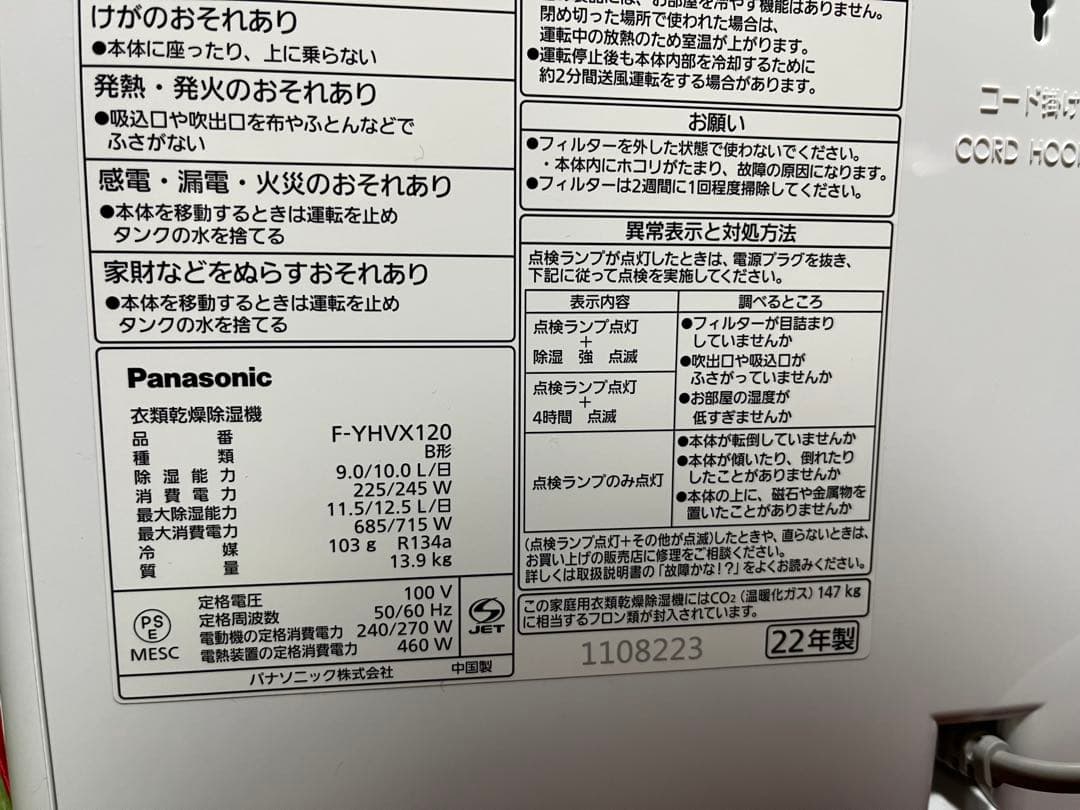 けがのおそれあり
●本体に座ったり、上に乗らない
発熱・発火のおそれあり
●吸込口や吹出口を布やふとんなどで
ふさがない
感電・漏電・火災のおそれあり
●本体を移動するときは運転を止め
タンクの水を捨てる
家財などをぬらすおそれあり
●本体を移動するときは運転を止め
タンクの水を捨てる
Panasonic
衣類乾燥除湿機
品番 F-YHVX120
種類 B形
除湿能力 9.0/10.0 L/日
消費電力 225/245 W
最大除湿能力 11.5/12.5 L/日
最大消費電力 685/715 W
冷媒 103 g R134a
質量 13.9 kg
PS
E
MESC
定格電圧 100 V
定格周波数 50/60 Hz
電動機の定格消費電力 240/270 W
電熱装置の定格消費電力 460 W
JET
パナソニック株式会社 中国製
お部屋を冷やす機能はありません。
閉め切った場所で使われた場合は、
運転中の放熱のため室温が上がります。
●運転停止後も本体内部を冷却するために
約2分間送風運転をする場合があります。
お願い
●フィルターを外した状態で使わないでください。
・本体内にホコリがたまり、故障の原因になります。
●フィルターは2週間に1回程度掃除してください。
異常表示と対処方法
点検ランプが点灯したときは、電源プラグを抜き、
下記に従って点検を実施してください。
表示内容 調べるところ
点検ランプ点灯
+
除湿 強 点滅
点検ランプ点灯
+
4時間 点滅
●フィルターが目詰まり
していませんか
●吹出口や吸込口が
ふさがっていませんか
●お部屋の湿度が
低すぎませんか
点検ランプのみ点灯
●本体が転倒していませんか
●本体が傾いたり、倒れたり
したことがありませんか
●本体の上に、磁石や金属物を
置いたことがありませんか
(点検ランプ点灯+その他が点滅)したときや、直らないときは、
お買い上げの販売店に修理をご相談ください。
詳しくは取扱説明書の「故障かな!?」をよくお読みください。
この家庭用衣類乾燥除湿機にはCO₂(温暖化ガス)147 kg
に相当するフロン類が封入されています。
1108223
22年製
コード掛け
CORD HOO